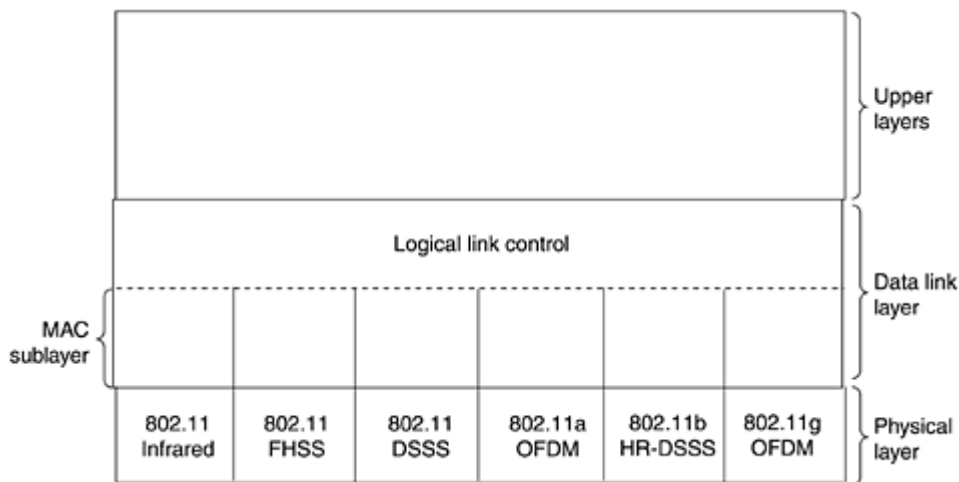 Upper
layers
Logical link control
Data link
layer
MAC
sublayer
802.11
Infrared
802.11
FHSS
802.11
DSSS
802.11a
OFDM
802.11b
HR-DSSS
802.11g
OFDM
Physical
layer